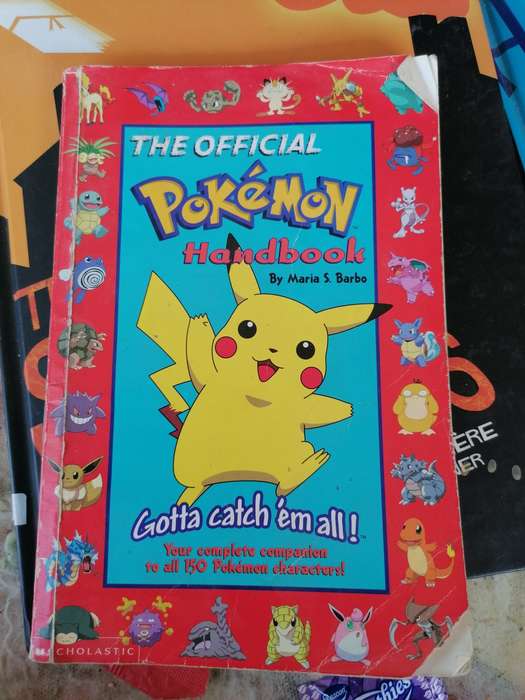 THE OFFICIAL
POKéMON
Handbook
By Maria S. Barbo
Gotta catch 'em all!™
Your complete companion
to all 150 Pokémon characters!
SCHOLASTIC